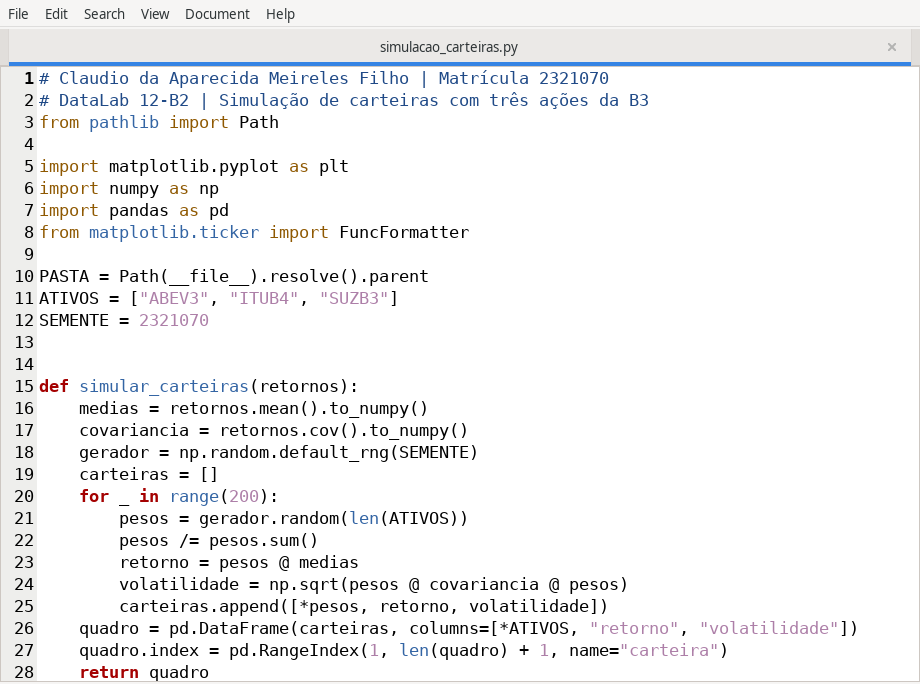 File Edit Search View Document Help
simulacao_carteiras.py ×
1 # Claudio da Aparecida Meireles Filho | Matrícula 2321070
2 # DataLab 12-B2 | Simulação de carteiras com três ações da B3
3 from pathlib import Path
4
5 import matplotlib.pyplot as plt
6 import numpy as np
7 import pandas as pd
8 from matplotlib.ticker import FuncFormatter
9
10 PASTA = Path(__file__).resolve().parent
11 ATIVOS = ["ABEV3", "ITUB4", "SUZB3"]
12 SEMENTE = 2321070
13
14
15 def simular_carteiras(retornos):
16     medias = retornos.mean().to_numpy()
17     covariancia = retornos.cov().to_numpy()
18     gerador = np.random.default_rng(SEMENTE)
19     carteiras = []
20     for _ in range(200):
21         pesos = gerador.random(len(ATIVOS))
22         pesos /= pesos.sum()
23         retorno = pesos @ medias
24         volatilidade = np.sqrt(pesos @ covariancia @ pesos)
25         carteiras.append([*pesos, retorno, volatilidade])
26     quadro = pd.DataFrame(carteiras, columns=[*ATIVOS, "retorno", "volatilidade"])
27     quadro.index = pd.RangeIndex(1, len(quadro) + 1, name="carteira")
28     return quadro